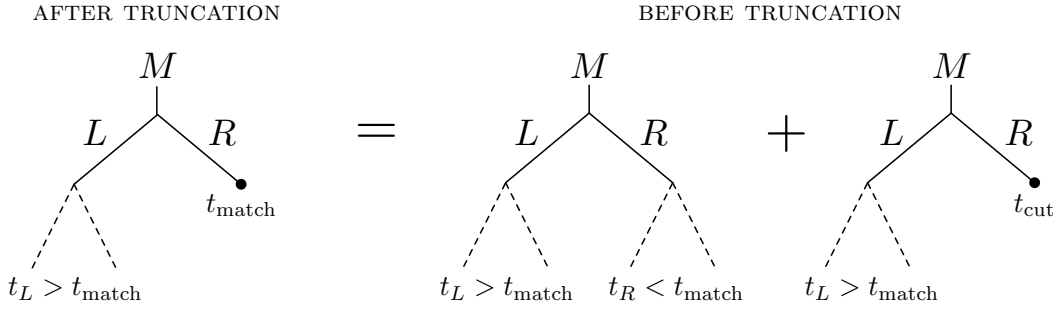 AFTER TRUNCATION BEFORE TRUNCATION
M M M
L R = L R + L R
t_match t_cut
t_L > t_match t_L > t_match t_R < t_match t_L > t_match